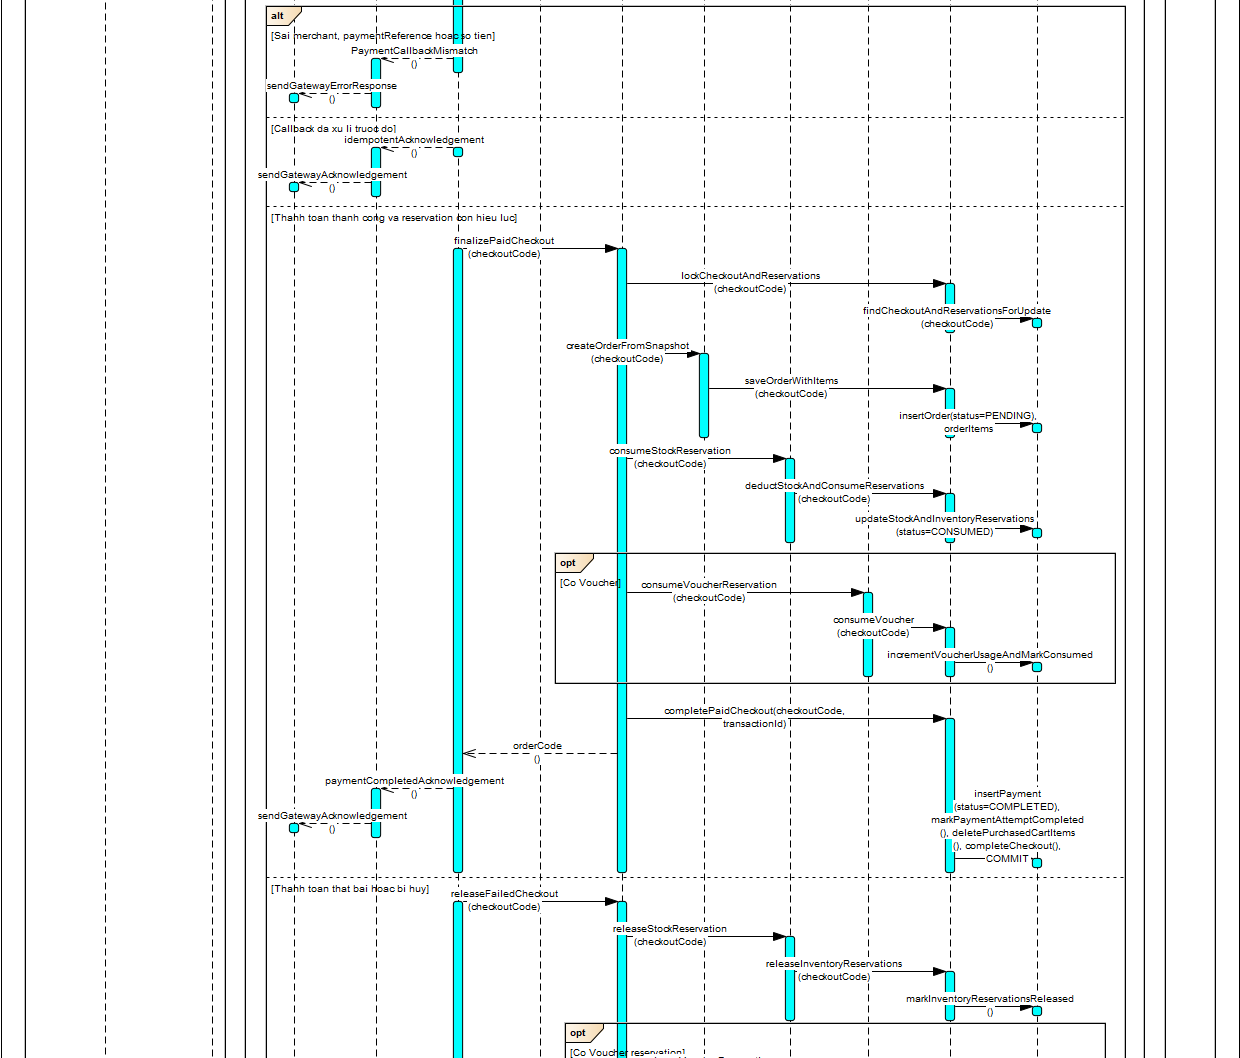 alt
[Sai merchant, paymentReference hoac so tien]
PaymentCallbackMismatch
()
sendGatewayErrorResponse
()
[Callback da xu li truoc do]
idempotentAcknowledgement
()
sendGatewayAcknowledgement
()
[Thanh toan thanh cong va reservation con hieu luc]
finalizePaidCheckout
(checkoutCode)
lockCheckoutAndReservations
(checkoutCode)
findCheckoutAndReservationsForUpdate
(checkoutCode)
createOrderFromSnapshot
(checkoutCode)
saveOrderWithItems
(checkoutCode)
insertOrder(status=PENDING),
orderItems
consumeStockReservation
(checkoutCode)
deductStockAndConsumeReservations
(checkoutCode)
updateStockAndInventoryReservations
(status=CONSUMED)
opt
[Co Voucher]
consumeVoucherReservation
(checkoutCode)
consumeVoucher
(checkoutCode)
incrementVoucherUsageAndMarkConsumed
()
completePaidCheckout(checkoutCode,
transactionId)
orderCode
()
paymentCompletedAcknowledgement
()
sendGatewayAcknowledgement
()
insertPayment
(status=COMPLETED),
markPaymentAttemptCompleted
(), deletePurchasedCartItems
(), completeCheckout(),
COMMIT
[Thanh toan that bai hoac bi huy]
releaseFailedCheckout
(checkoutCode)
releaseStockReservation
(checkoutCode)
releaseInventoryReservations
(checkoutCode)
markInventoryReservationsReleased
()
opt
[Co Voucher reservation]